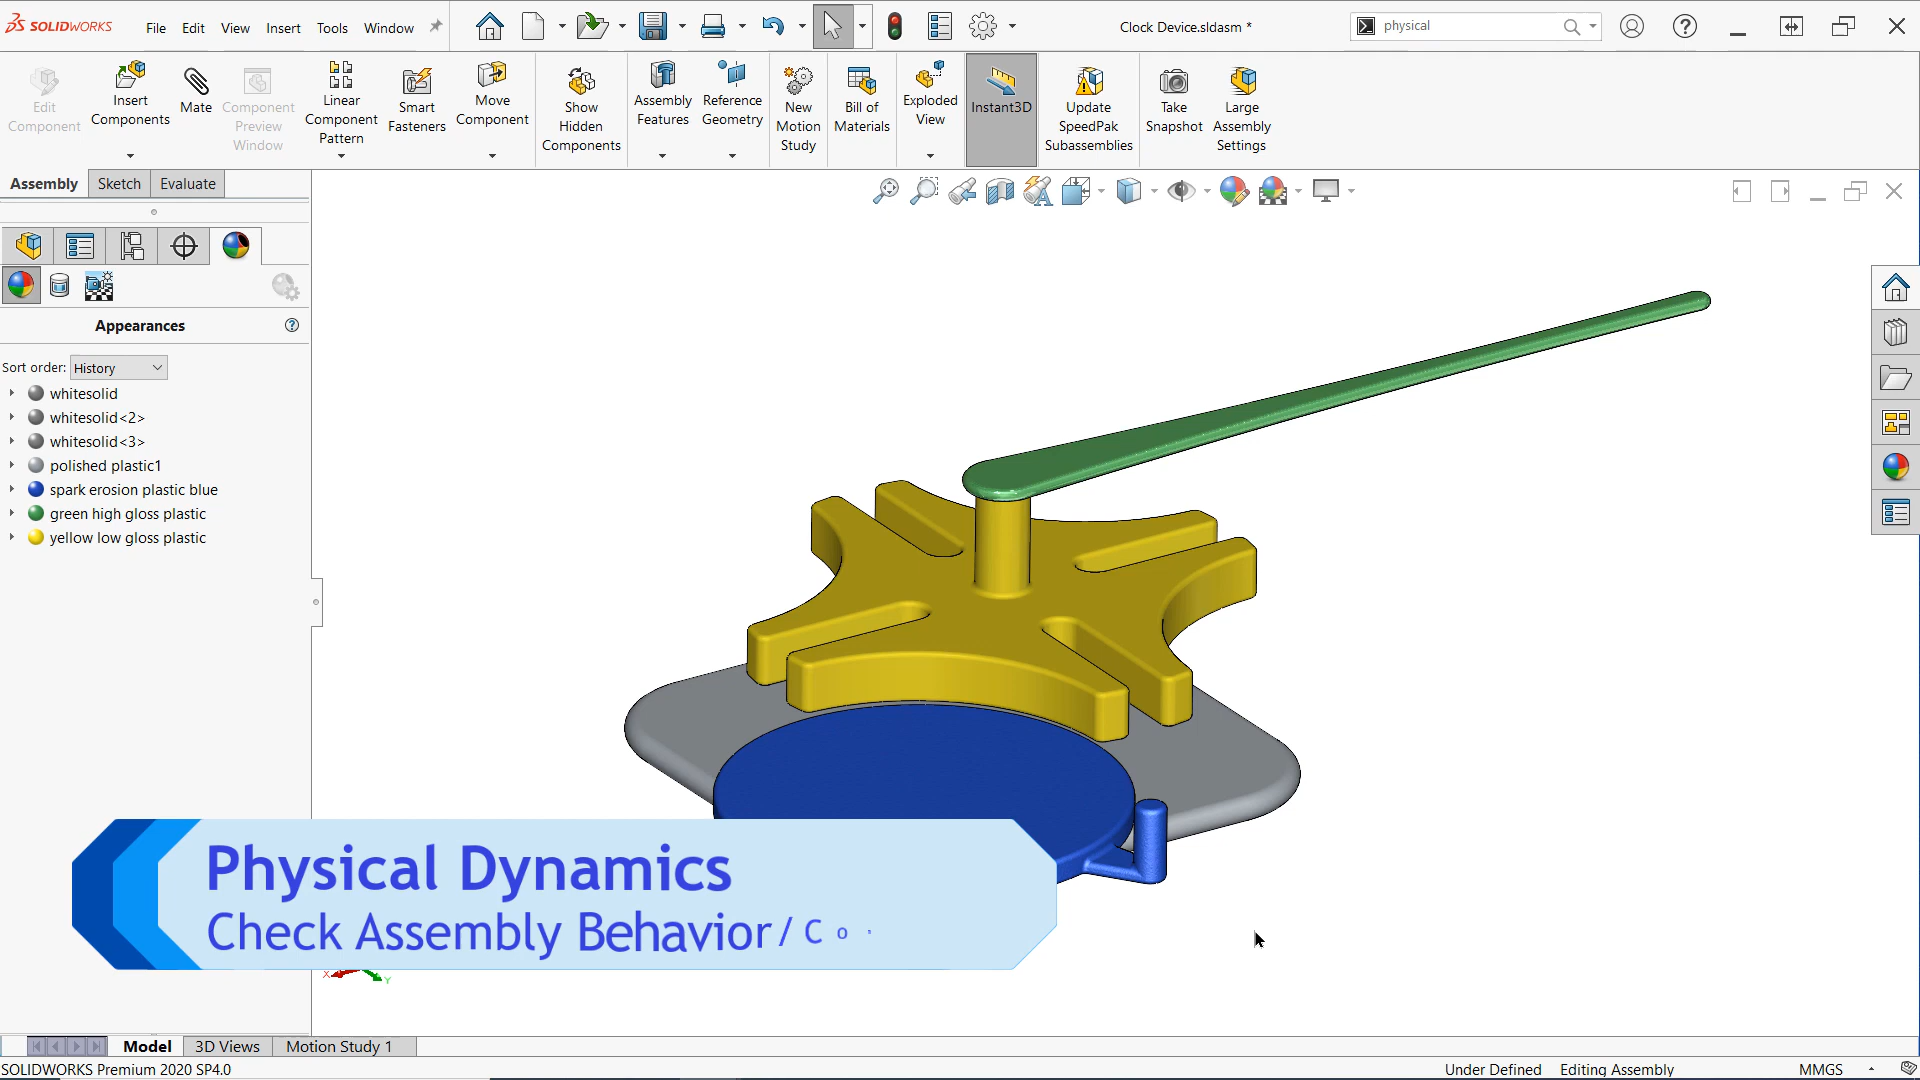 SOLIDWORKS
File Edit View Insert Tools Window
Clock Device.sldasm *
physical
Edit Component
Insert Components
Mate
Component Preview Window
Linear Component Pattern
Smart Fasteners
Move Component
Show Hidden Components
Assembly Features
Reference Geometry
New Motion Study
Bill of Materials
Exploded View
Instant3D
Update SpeedPak Subassemblies
Take Snapshot
Large Assembly Settings
Assembly Sketch Evaluate
Appearances
Sort order: History
whitesolid
whitesolid<2>
whitesolid<3>
polished plastic1
spark erosion plastic blue
green high gloss plastic
yellow low gloss plastic
Physical Dynamics
Check Assembly Behavior/ Co
X Y
Model 3D Views Motion Study 1
SOLIDWORKS Premium 2020 SP4.0
Under Defined Editing Assembly MMGS